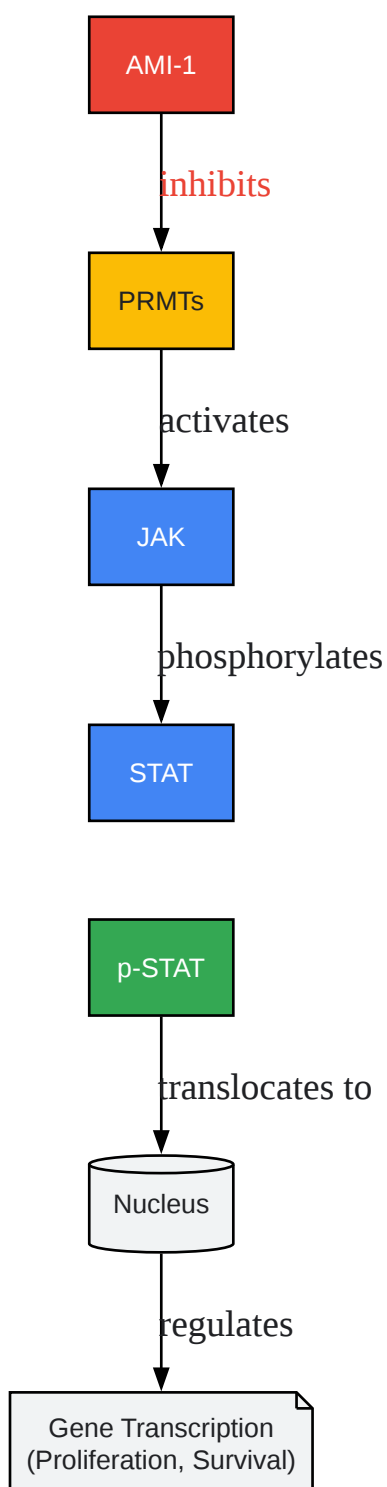 AMI-1
inhibits
PRMTs
activates
JAK
phosphorylates
STAT
p-STAT
translocates to
Nucleus
regulates
Gene Transcription
(Proliferation, Survival)